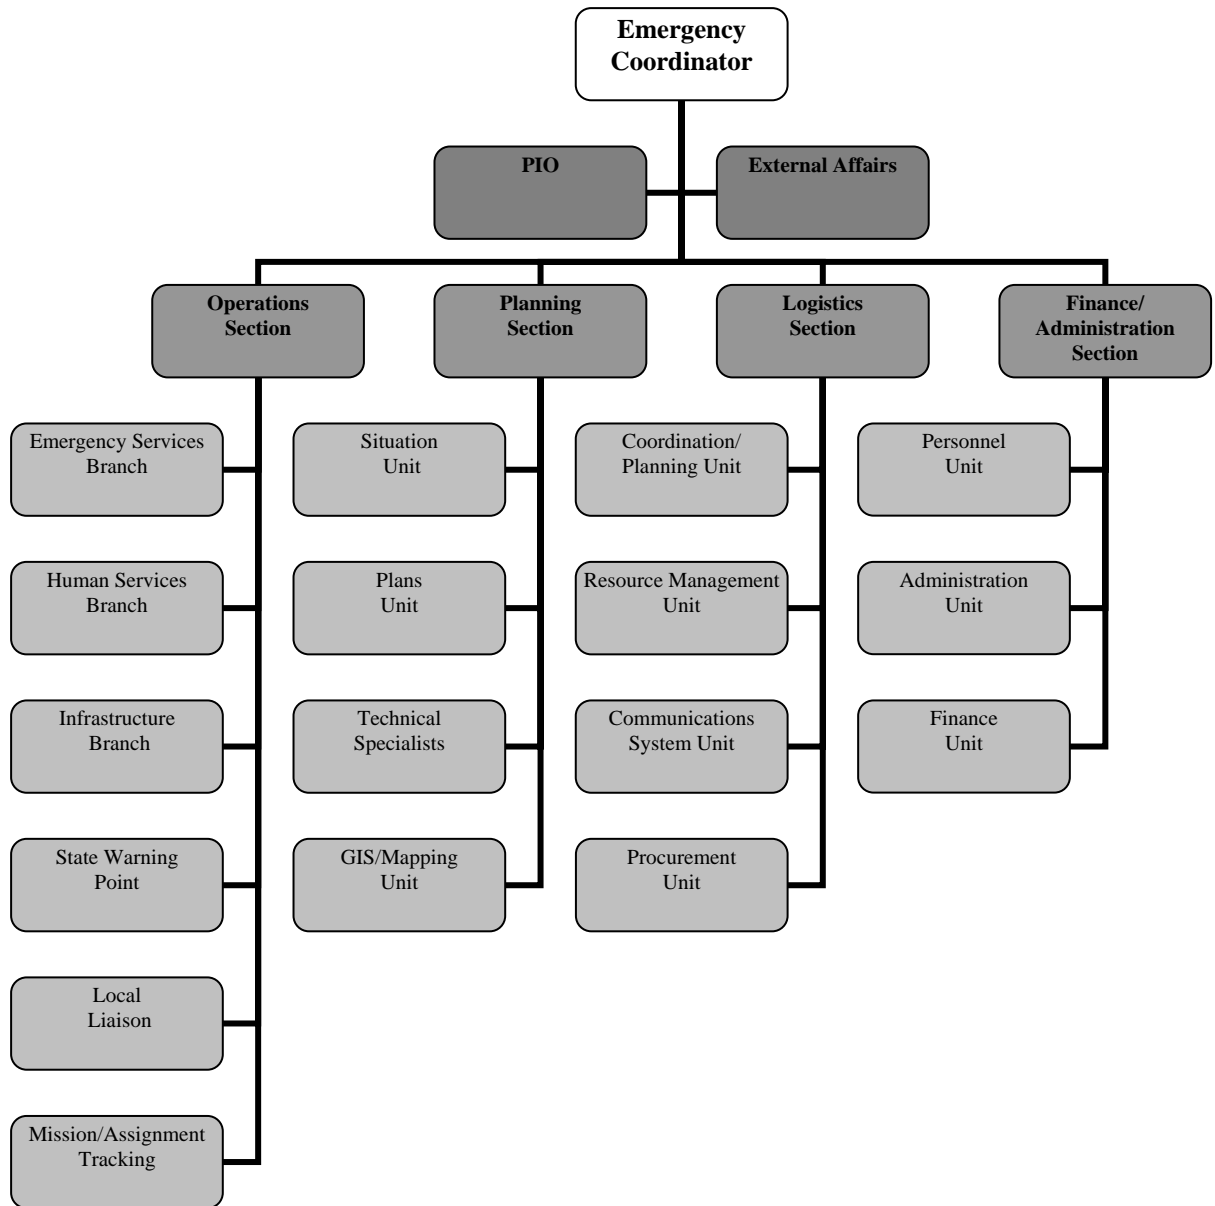 Emergency
Coordinator
PIO
External Affairs
Operations
Section
Planning
Section
Logistics
Section
Finance/
Administration
Section
Emergency Services
Branch
Situation
Unit
Coordination/
Planning Unit
Personnel
Unit
Human Services
Branch
Plans
Unit
Resource Management
Unit
Administration
Unit
Infrastructure
Branch
Technical
Specialists
Communications
System Unit
Finance
Unit
State Warning
Point
GIS/Mapping
Unit
Procurement
Unit
Local
Liaison
Mission/Assignment
Tracking